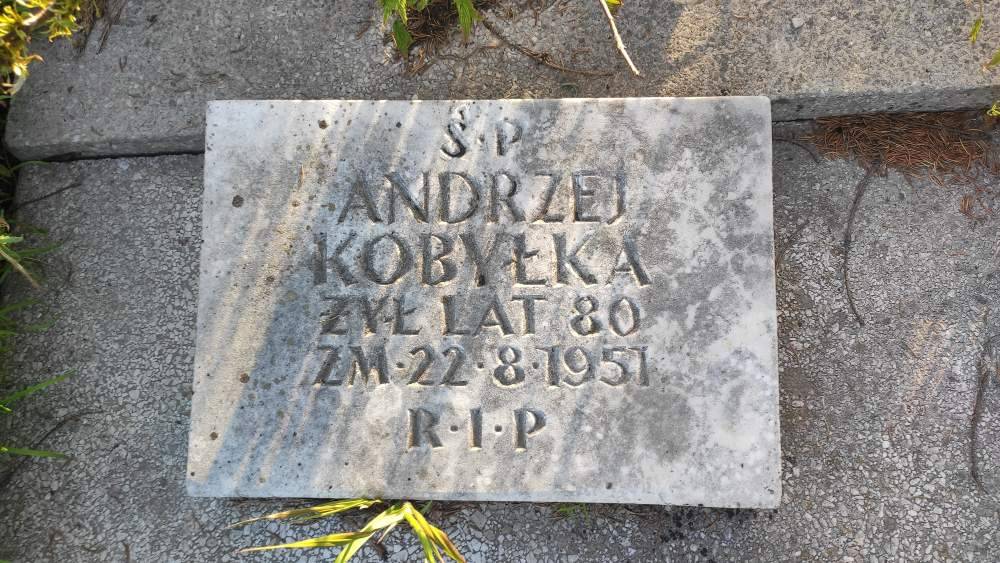 Ś·P
ANDRZEJ
KOBYŁKA
ŻYŁ LAT 80
ZM·22·8·1951
R·I·P